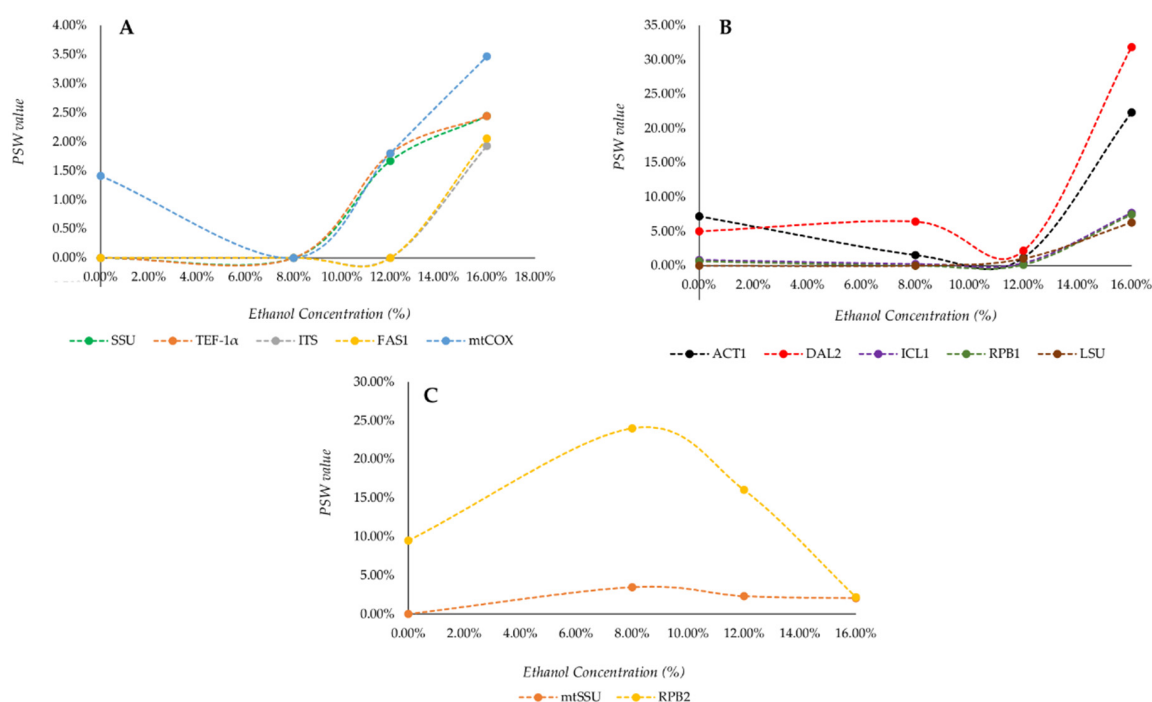 A
4.00%
3.50%
3.00%
2.50%
2.00%
1.50%
1.00%
0.50%
0.00%
PSW value
0.00% 2.00% 4.00% 6.00% 8.00% 10.00% 12.00% 14.00% 16.00% 18.00%
Ethanol Concentration (%)
SSU TEF-1α ITS FAS1 mtCOX
B
35.00%
30.00%
25.00%
20.00%
15.00%
10.00%
5.00%
0.00%
PSW value
0.00% 2.00% 4.00% 6.00% 8.00% 10.00% 12.00% 14.00% 16.00%
Ethanol Concentration (%)
ACT1 DAL2 ICL1 RPB1 LSU
C
30.00%
25.00%
20.00%
15.00%
10.00%
5.00%
0.00%
PSW value
0.00% 2.00% 4.00% 6.00% 8.00% 10.00% 12.00% 14.00% 16.00%
Ethanol Concentration (%)
mtSSU RPB2